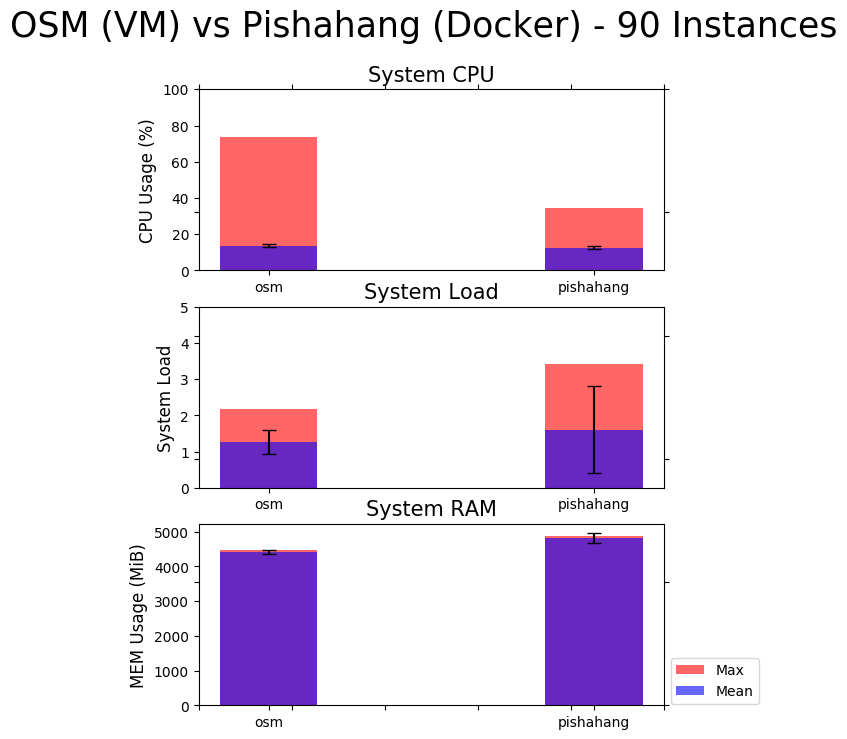 OSM (VM) vs Pishahang (Docker) - 90 Instances
System CPU
CPU Usage (%)
100
80
60
40
20
0
osm
pishahang
System Load
System Load
5
4
3
2
1
0
osm
pishahang
System RAM
MEM Usage (MiB)
5000
4000
3000
2000
1000
0
osm
pishahang
Max
Mean